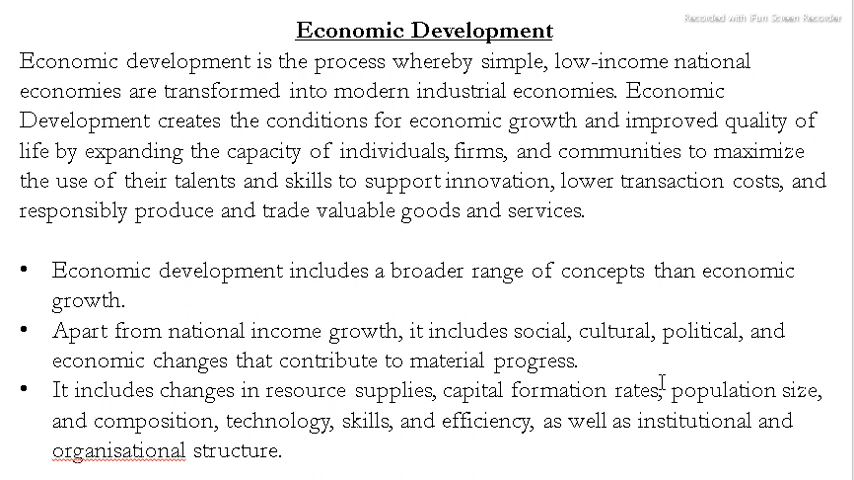 Recorded with iFun Screen Recorder
Economic Development
Economic development is the process whereby simple, low-income national
economies are transformed into modern industrial economies. Economic
Development creates the conditions for economic growth and improved quality of
life by expanding the capacity of individuals, firms, and communities to maximize
the use of their talents and skills to support innovation, lower transaction costs, and
responsibly produce and trade valuable goods and services.
• Economic development includes a broader range of concepts than economic
growth.
• Apart from national income growth, it includes social, cultural, political, and
economic changes that contribute to material progress.
• It includes changes in resource supplies, capital formation rates, population size,
and composition, technology, skills, and efficiency, as well as institutional and
organisational structure.